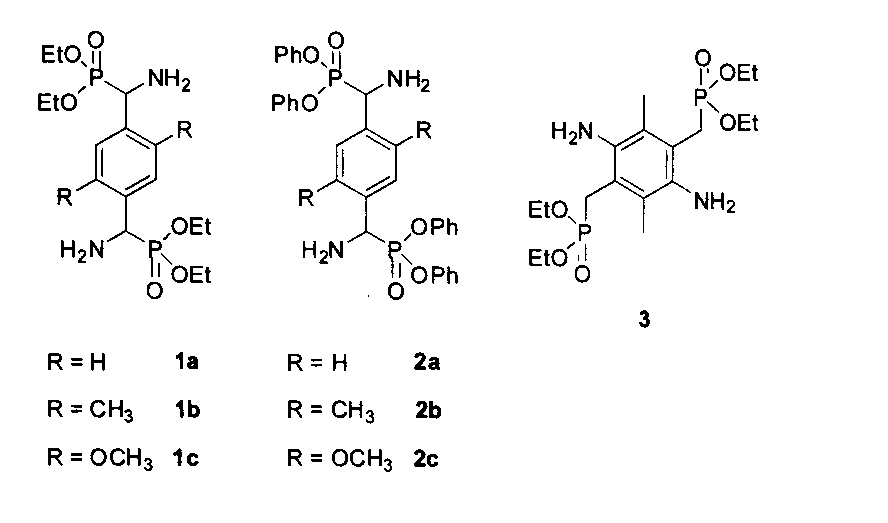 EtO O
P NH2
EtO
R
R
OEt
H2N P
OEt
O
PhO O
P NH2
PhO
R
R
OPh
H2N P
OPh
O
O
OEt
P
OEt
H2N
NH2
EtO
P
EtO
O
3
R = H 1a R = H 2a
R = CH3 1b R = CH3 2b
R = OCH3 1c R = OCH3 2c